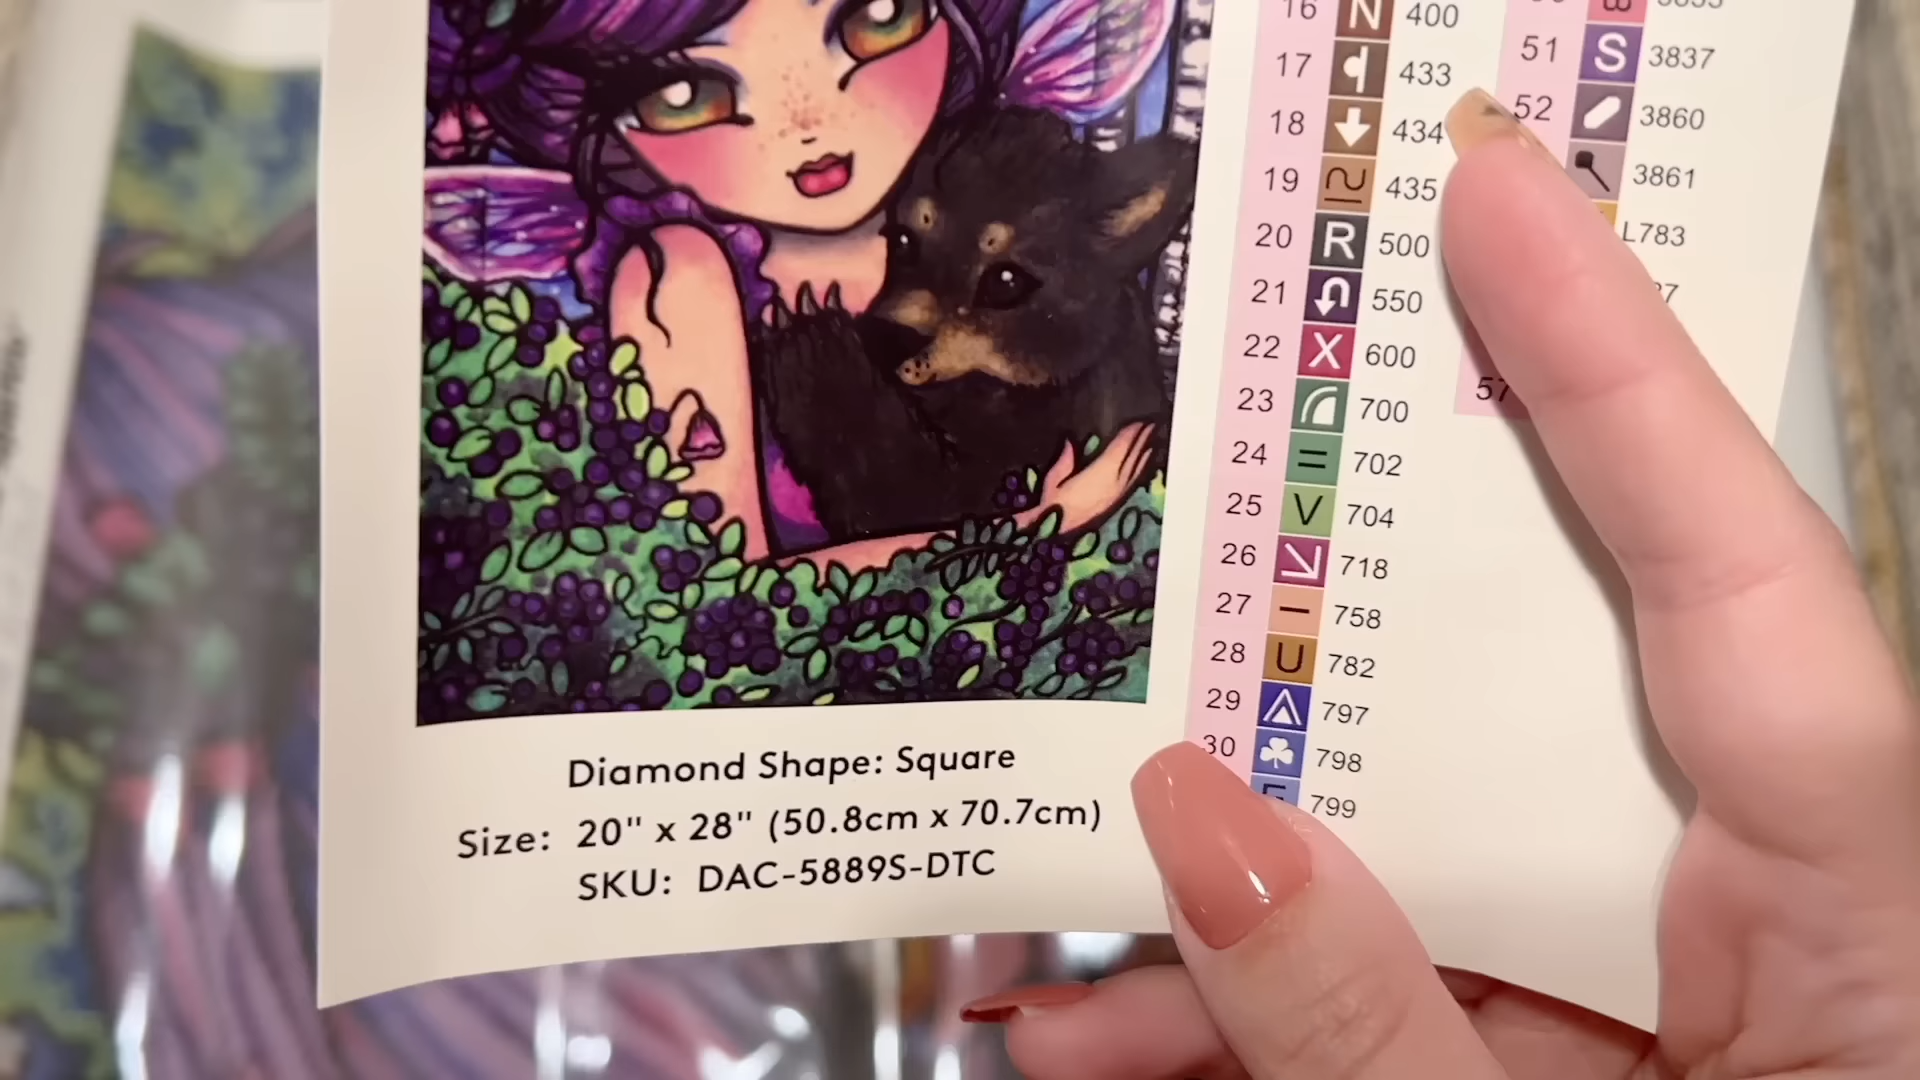 16 N 400
17 433
18 434
19 435
20 R 500
21 550
22 X 600
23 700
24 = 702
25 V 704
26 718
27 – 758
28 U 782
29 797
30 798
799
51 S 3837
52 3860
3861
L783
57
Diamond Shape: Square
Size: 20" x 28" (50.8cm x 70.7cm)
SKU: DAC-5889S-DTC